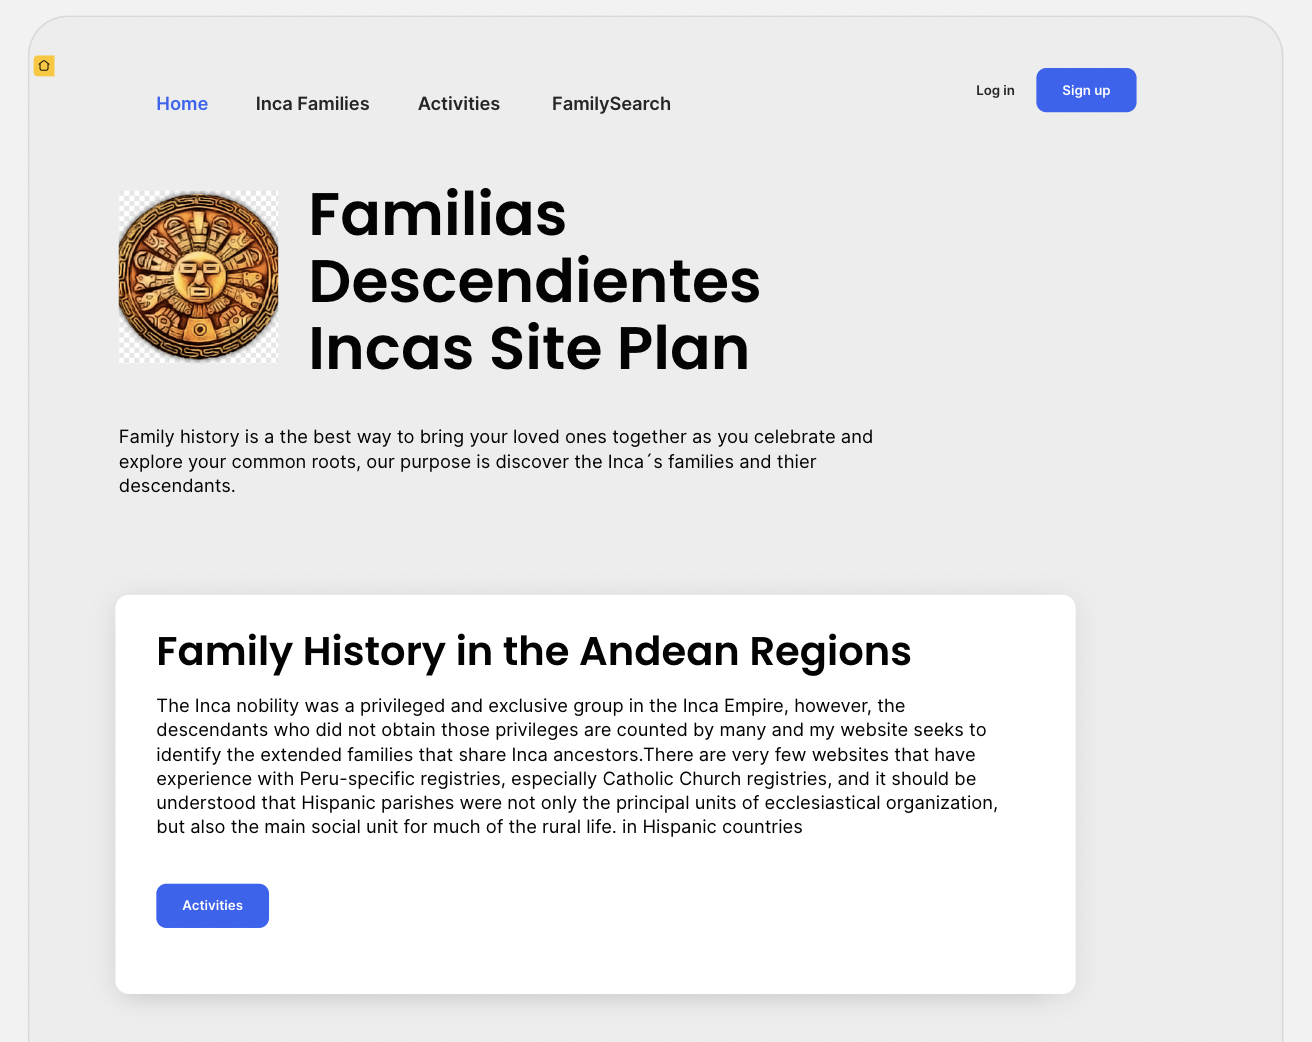 Home Inca Families Activities FamilySearch Log in Sign up
Familias
Descendientes
Incas Site Plan
Family history is a the best way to bring your loved ones together as you celebrate and
explore your common roots, our purpose is discover the Inca´s families and thier
descendants.
Family History in the Andean Regions
The Inca nobility was a privileged and exclusive group in the Inca Empire, however, the
descendants who did not obtain those privileges are counted by many and my website seeks to
identify the extended families that share Inca ancestors.There are very few websites that have
experience with Peru-specific registries, especially Catholic Church registries, and it should be
understood that Hispanic parishes were not only the principal units of ecclesiastical organization,
but also the main social unit for much of the rural life. in Hispanic countries
Activities